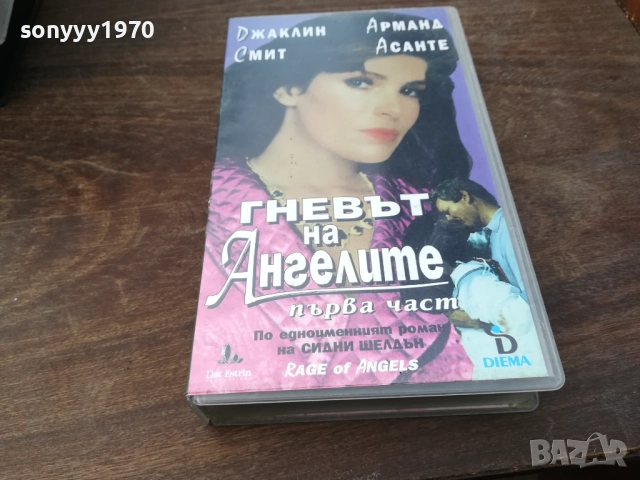 sonyyy1970
Джаклин Арманд
Смит Асанте
ГНЕВЪТ
на
Ангелите
първа част
По едноименният роман
на СИДНИ ШЕЛДЪН
RAGE OF ANGELS
DIEMA
BAZAR